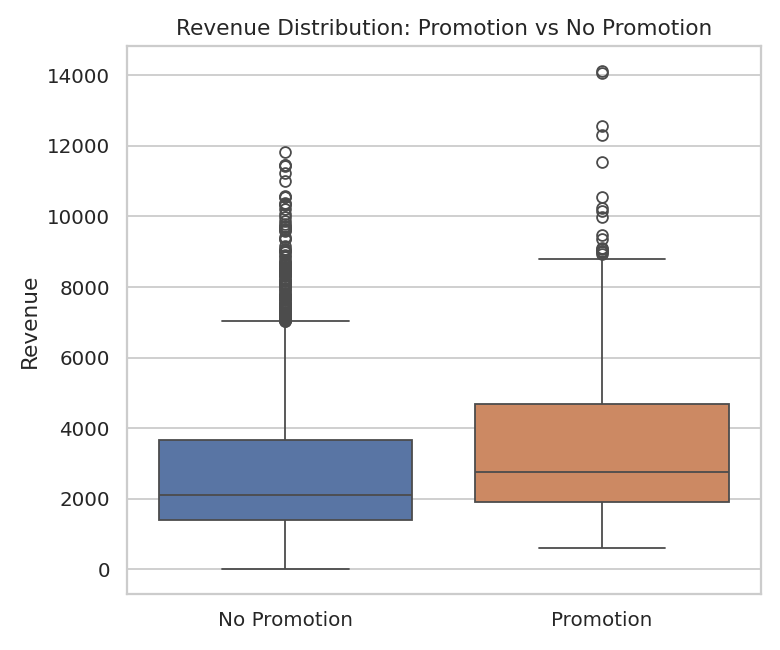 Revenue Distribution: Promotion vs No Promotion
14000
12000
10000
8000
6000
4000
2000
0
Revenue
No Promotion
Promotion